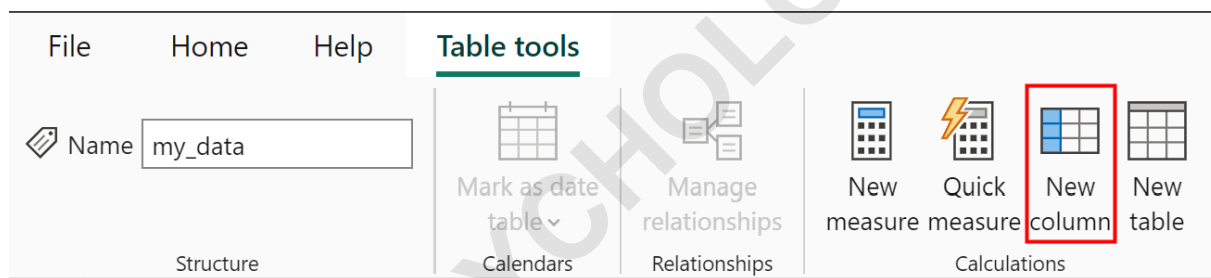 File Home Help Table tools
Name my_data
Mark as date
table
Manage
relationships
New
measure
Quick
measure
New
column
New
table
Structure Calendars Relationships Calculations
YCHOLO